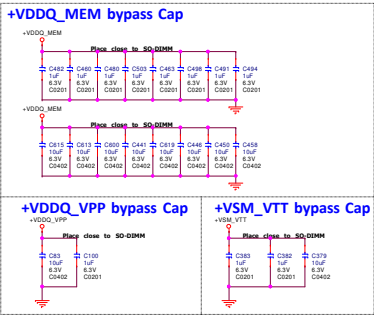 +VDDQ_MEM bypass Cap
+VDDQ_MEM
Place close to SO-DIMM
C482 C460 C480 C503 C463 C498 C491 C494
1uF 1uF 1uF 1uF 1uF 1uF 1uF 1uF
6.3V 6.3V 6.3V 6.3V 6.3V 6.3V 6.3V 6.3V
C0201 C0201 C0201 C0201 C0201 C0201 C0201 C0201
+VDDQ_MEM
Place close to SO-DIMM
C615 C613 C600 C441 C619 C446 C450 C458
10uF 10uF 10uF 10uF 10uF 10uF 10uF 10uF
6.3V 6.3V 6.3V 6.3V 6.3V 6.3V 6.3V 6.3V
C0402 C0402 C0402 C0402 C0402 C0402 C0402 C0402
+VDDQ_VPP bypass Cap
+VDDQ_VPP
Place close to SO-DIMM
C83 C100
10uF 1uF
6.3V 6.3V
C0402 C0201
+VSM_VTT bypass Cap
+VSM_VTT
Place close to SO-DIMM
C383 C382 C379
1uF 1uF 10uF
6.3V 6.3V 6.3V
C0201 C0201 C0402